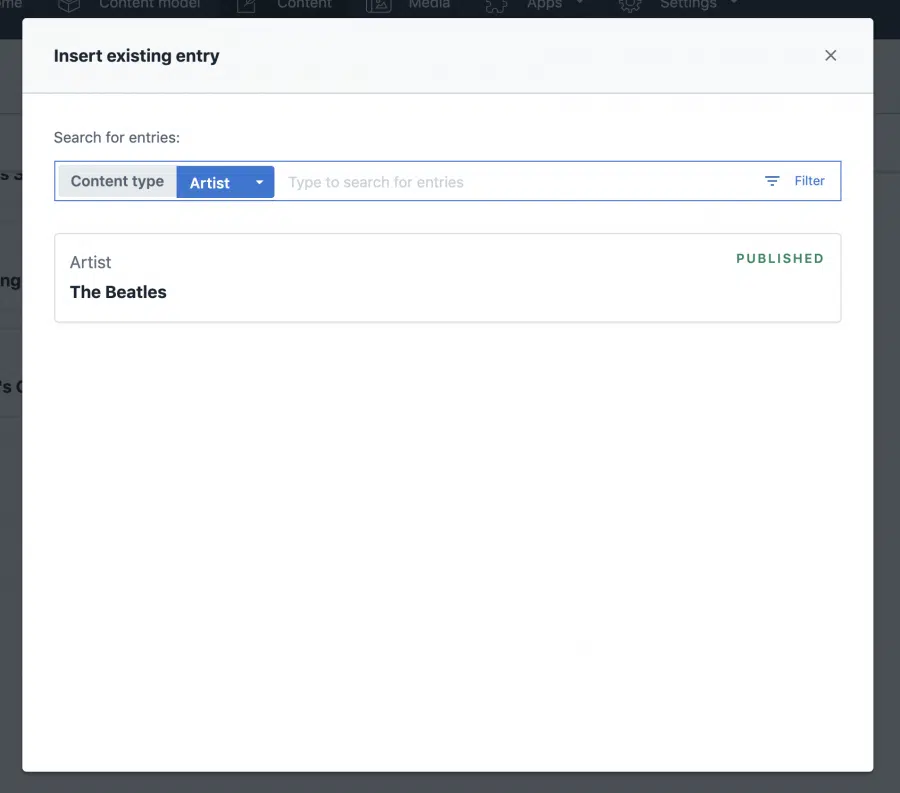 Content model Content Media Apps Settings
Insert existing entry
Search for entries:
Content type Artist Type to search for entries Filter
Artist PUBLISHED
The Beatles